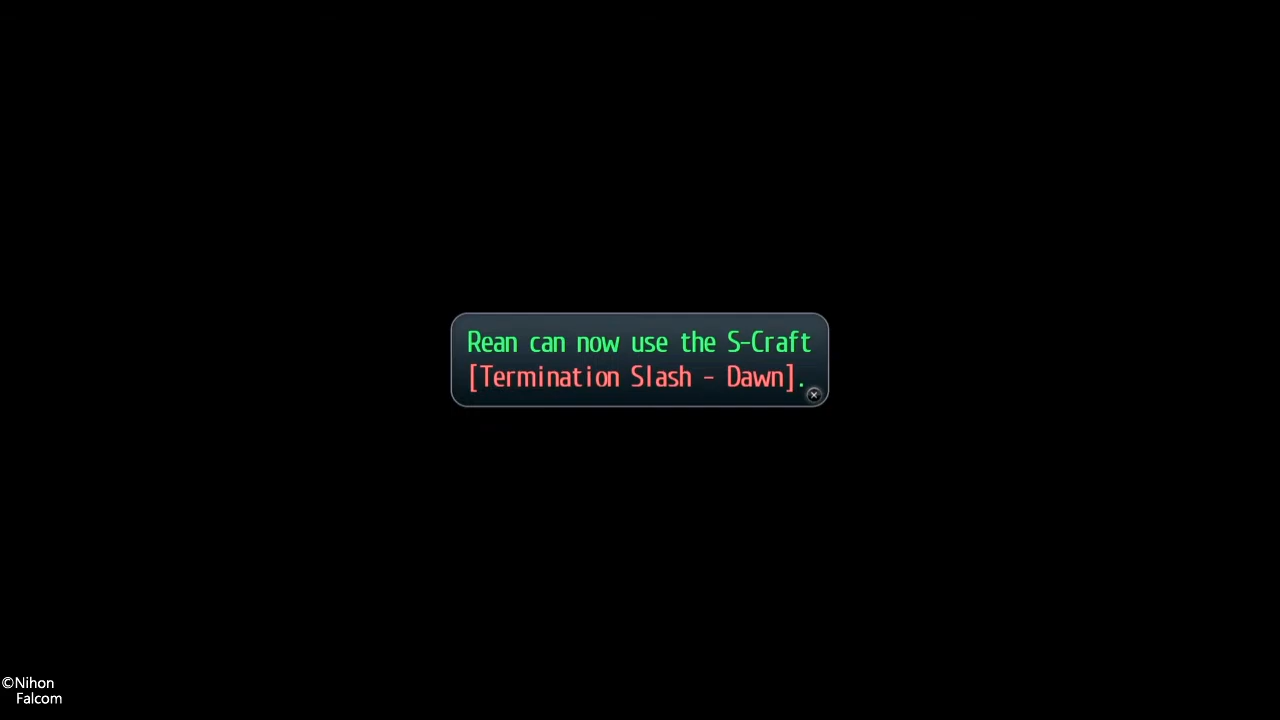 Rean can now use the S-Craft
[Termination Slash - Dawn].
©Nihon
Falcom